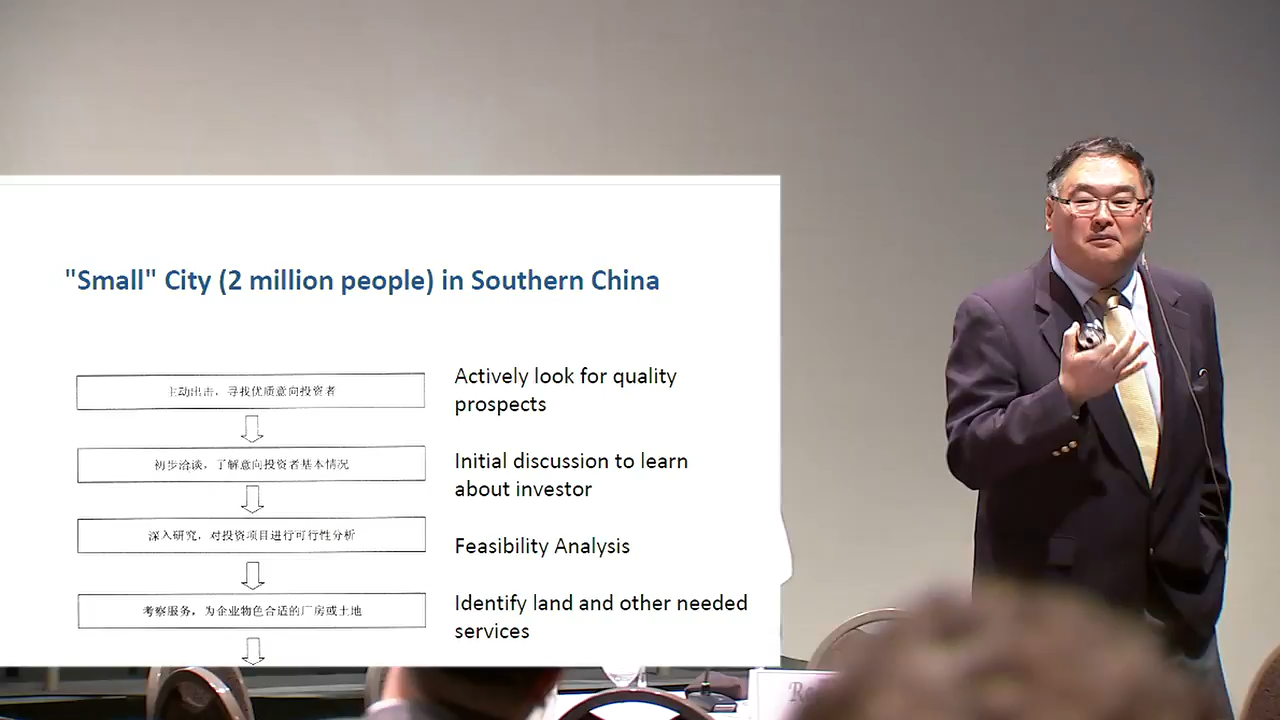 "Small" City (2 million people) in Southern China
主动出击，寻找优质意向投资者
Actively look for quality
prospects
初步洽谈，了解意向投资者基本情况
Initial discussion to learn
about investor
深入研究，对投资项目进行可行性分析
Feasibility Analysis
考察服务，为企业物色合适的厂房或土地
Identify land and other needed
services